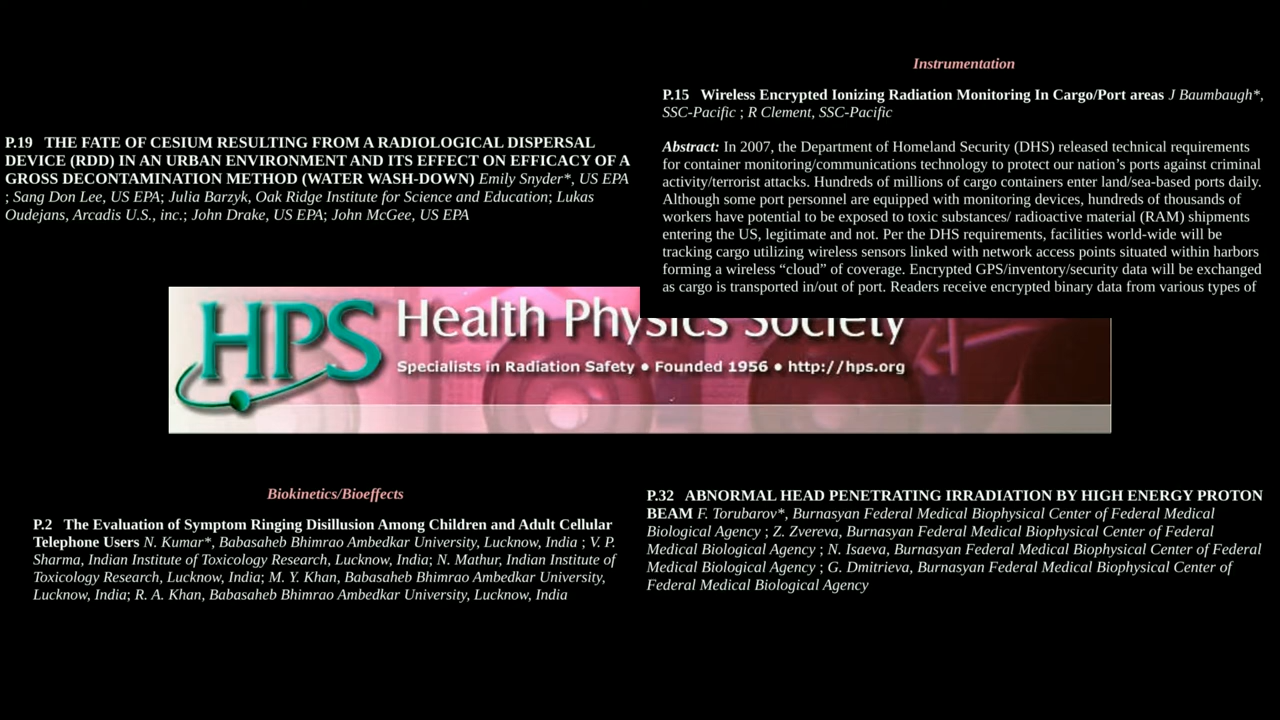 P.19 THE FATE OF CESIUM RESULTING FROM A RADIOLOGICAL DISPERSAL
DEVICE (RDD) IN AN URBAN ENVIRONMENT AND ITS EFFECT ON EFFICACY OF A
GROSS DECONTAMINATION METHOD (WATER WASH-DOWN) Emily Snyder*, US EPA
; Sang Don Lee, US EPA; Julia Barzyk, Oak Ridge Institute for Science and Education; Lukas
Oudejans, Arcadis U.S., inc.; John Drake, US EPA; John McGee, US EPA
Instrumentation
P.15 Wireless Encrypted Ionizing Radiation Monitoring In Cargo/Port areas J Baumbaugh*,
SSC-Pacific ; R Clement, SSC-Pacific
Abstract: In 2007, the Department of Homeland Security (DHS) released technical requirements
for container monitoring/communications technology to protect our nation's ports against criminal
activity/terrorist attacks. Hundreds of millions of cargo containers enter land/sea-based ports daily.
Although some port personnel are equipped with monitoring devices, hundreds of thousands of
workers have potential to be exposed to toxic substances/ radioactive material (RAM) shipments
entering the US, legitimate and not. Per the DHS requirements, facilities world-wide will be
tracking cargo utilizing wireless sensors linked with network access points situated within harbors
forming a wireless “cloud” of coverage. Encrypted GPS/inventory/security data will be exchanged
as cargo is transported in/out of port. Readers receive encrypted binary data from various types of
HPS Health Physics Society
Specialists in Radiation Safety • Founded 1956 • http://hps.org
Biokinetics/Bioeffects
P.2 The Evaluation of Symptom Ringing Disillusion Among Children and Adult Cellular
Telephone Users N. Kumar*, Babasaheb Bhimrao Ambedkar University, Lucknow, India ; V. P.
Sharma, Indian Institute of Toxicology Research, Lucknow, India; N. Mathur, Indian Institute of
Toxicology Research, Lucknow, India; M. Y. Khan, Babasaheb Bhimrao Ambedkar University,
Lucknow, India; R. A. Khan, Babasaheb Bhimrao Ambedkar University, Lucknow, India
P.32 ABNORMAL HEAD PENETRATING IRRADIATION BY HIGH ENERGY PROTON
BEAM F. Torubarov*, Burnasyan Federal Medical Biophysical Center of Federal Medical
Biological Agency ; Z. Zvereva, Burnasyan Federal Medical Biophysical Center of Federal
Medical Biological Agency ; N. Isaeva, Burnasyan Federal Medical Biophysical Center of Federal
Medical Biological Agency ; G. Dmitrieva, Burnasyan Federal Medical Biophysical Center of
Federal Medical Biological Agency